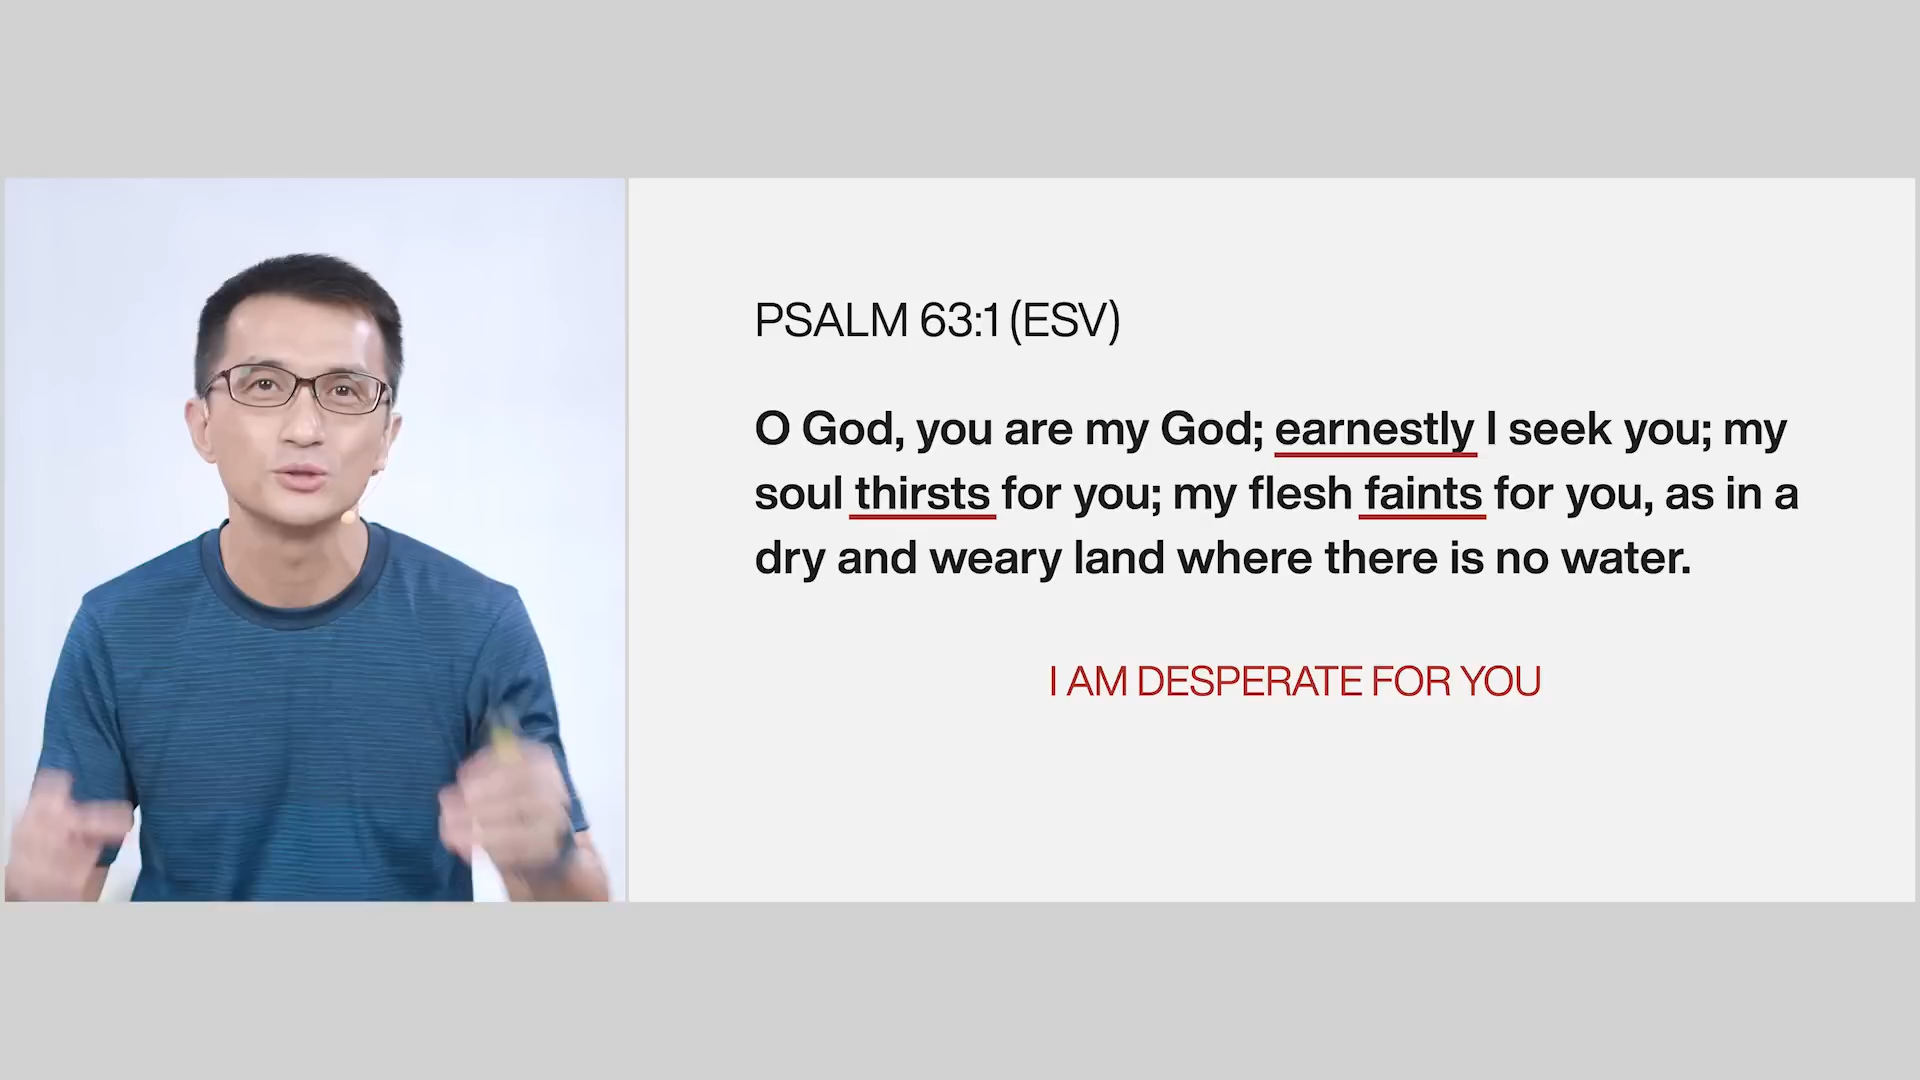 PSALM 63:1 (ESV)
O God, you are my God; earnestly I seek you; my
soul thirsts for you; my flesh faints for you, as in a
dry and weary land where there is no water.
I AM DESPERATE FOR YOU